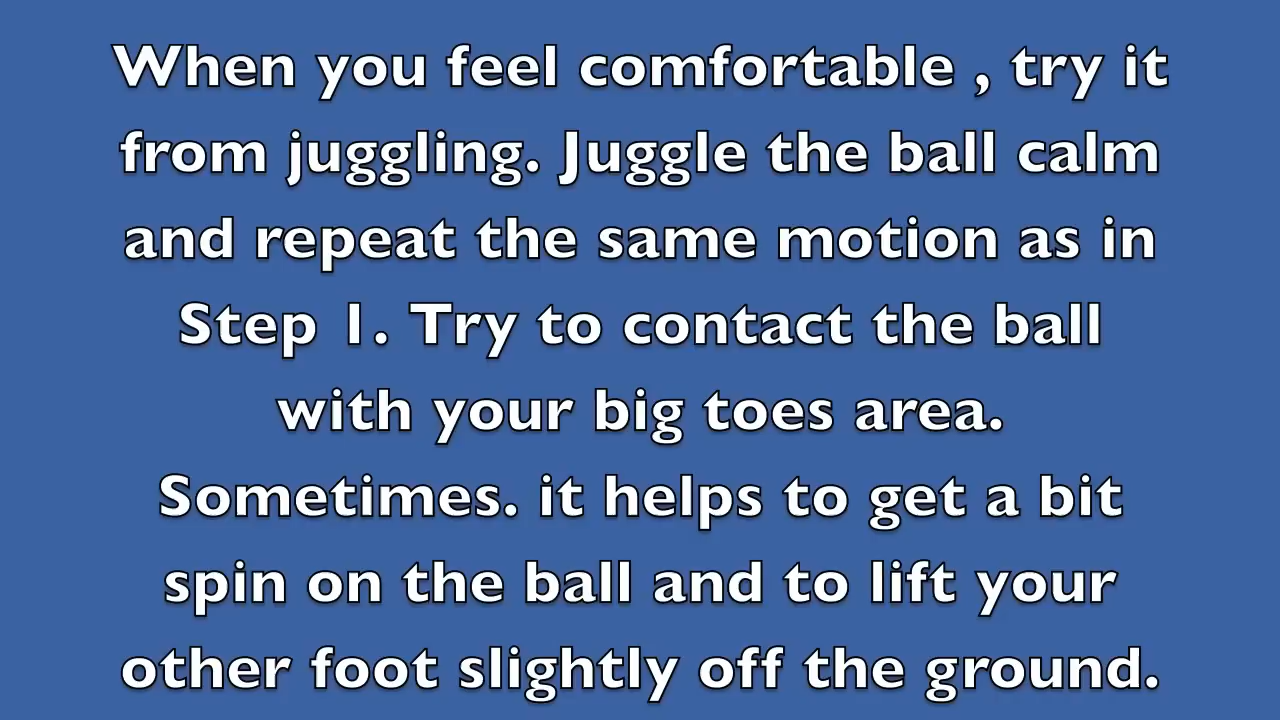 When you feel comfortable , try it
from juggling. Juggle the ball calm
and repeat the same motion as in
Step 1. Try to contact the ball
with your big toes area.
Sometimes. it helps to get a bit
spin on the ball and to lift your
other foot slightly off the ground.